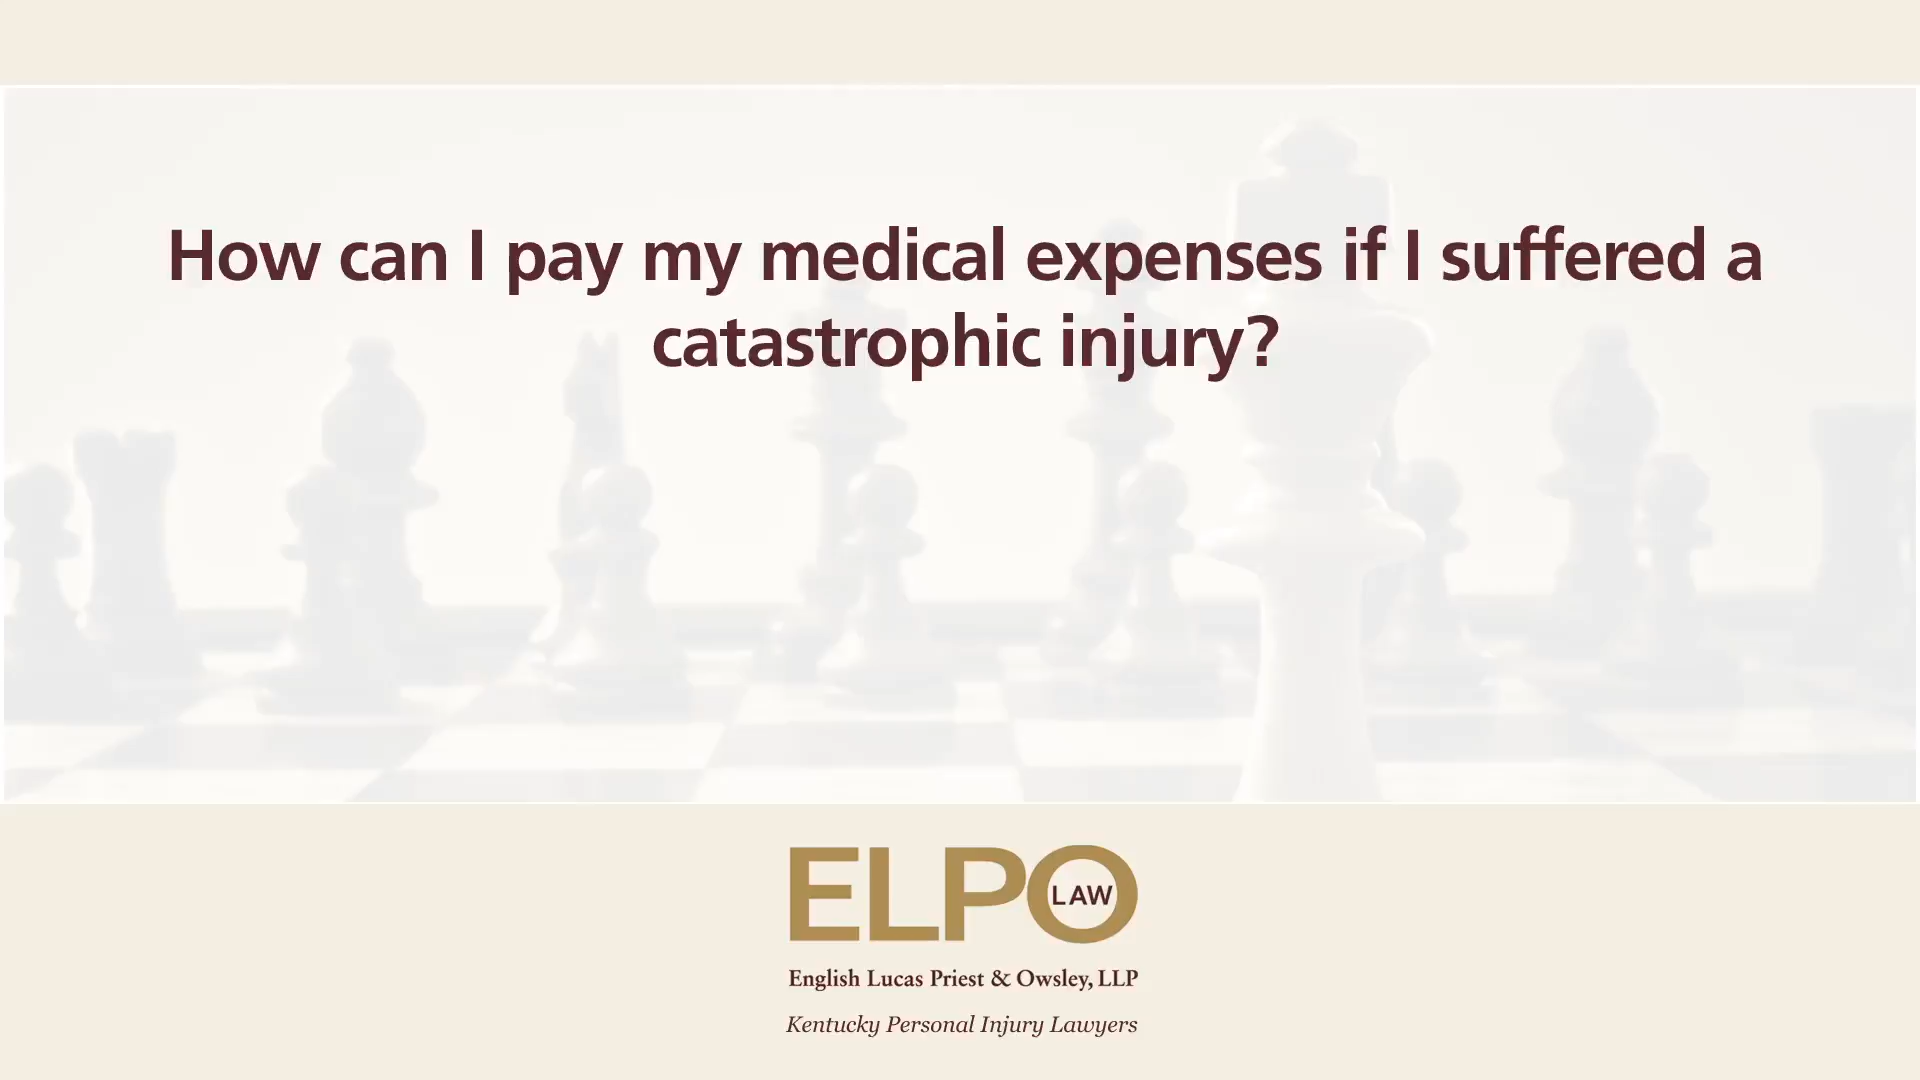 How can I pay my medical expenses if I suffered a
catastrophic injury?
ELPO
LAW
English Lucas Priest & Owsley, LLP
Kentucky Personal Injury Lawyers